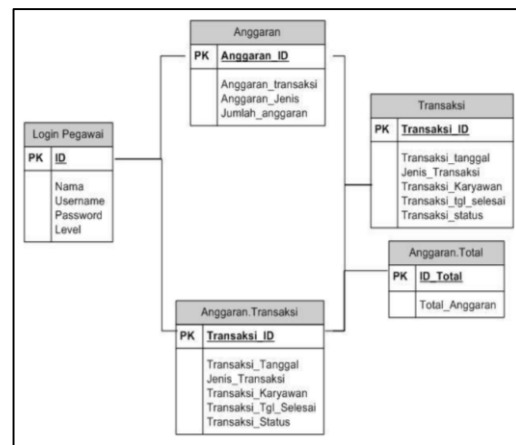 Anggaran
PK Anggaran_ID
Anggaran_transaksi
Anggaran_Jenis
Jumlah_anggaran
Transaksi
PK Transaksi_ID
Transaksi_tanggal
Jenis_Transaksi
Transaksi_Karyawan
Transaksi_tgl_selesai
Transaksi_status
Login Pegawai
PK ID
Nama
Username
Password
Level
Anggaran.Total
PK ID_Total
Total_Anggaran
Anggaran.Transaksi
PK Transaksi_ID
Transaksi_Tanggal
Jenis_Transaksi
Transaksi_Karyawan
Transaksi_Tgl_Selesai
Transaksi_Status